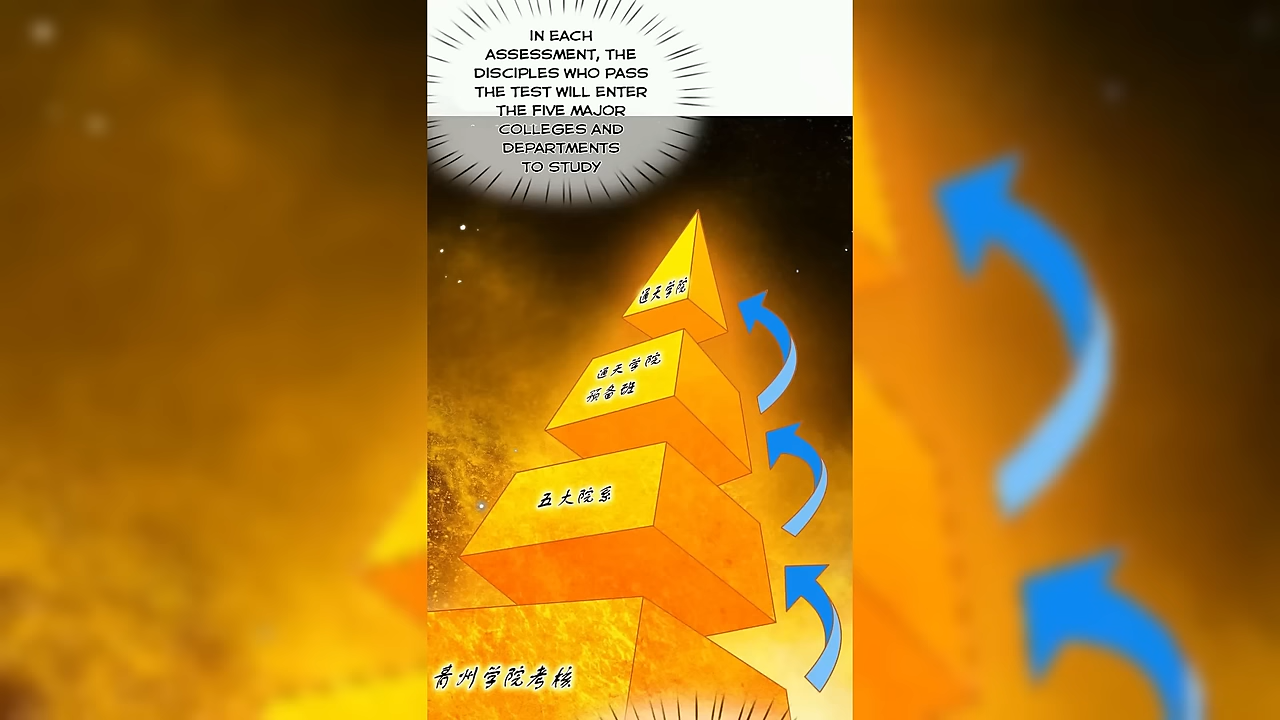 IN EACH
ASSESSMENT, THE
DISCIPLES WHO PASS
THE TEST WILL ENTER
THE FIVE MAJOR
COLLEGES AND
DEPARTMENTS
TO STUDY
通天学院
通天学院
预备班
五大院系
青州学院考核